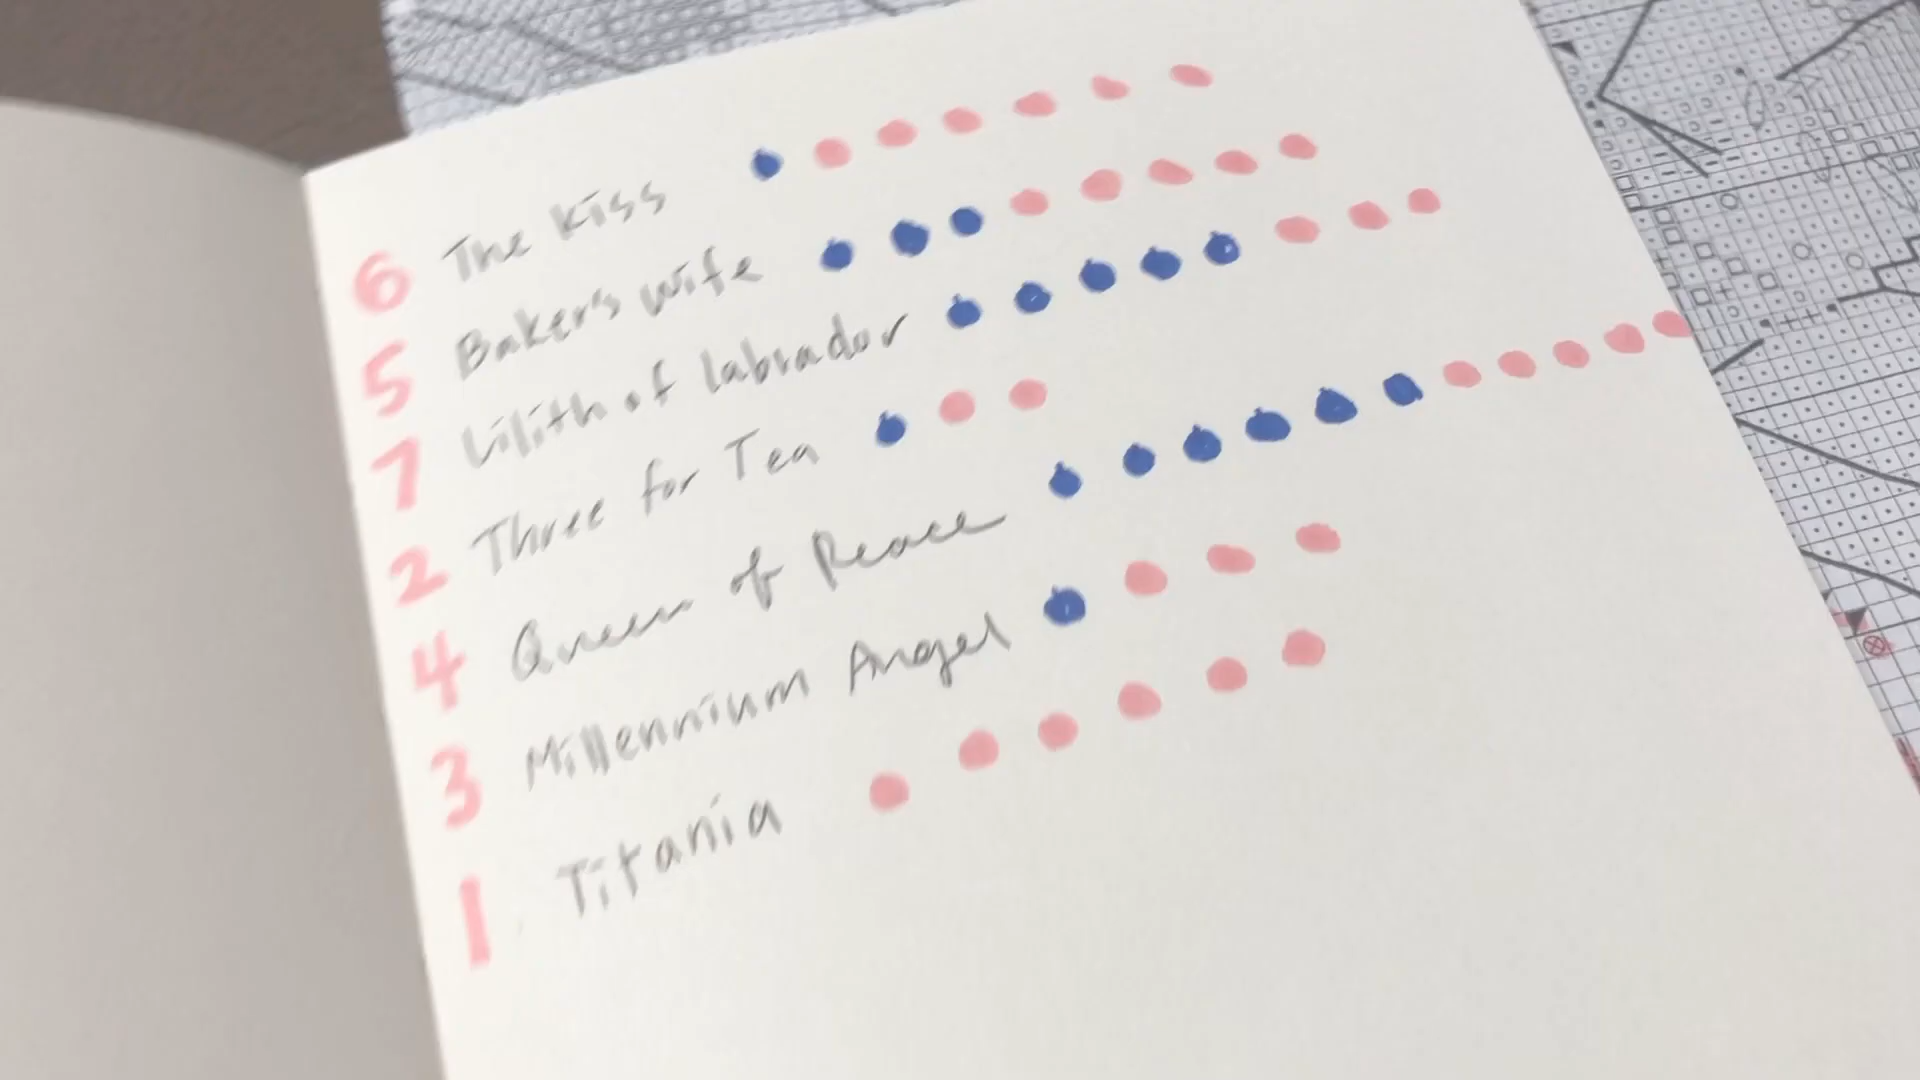 6 The Kiss
5 Bakers Wife
7 Lilith of Labrador
2 Three for Tea
4 Queen of Peace
3 Millennium Angel
1 Titania